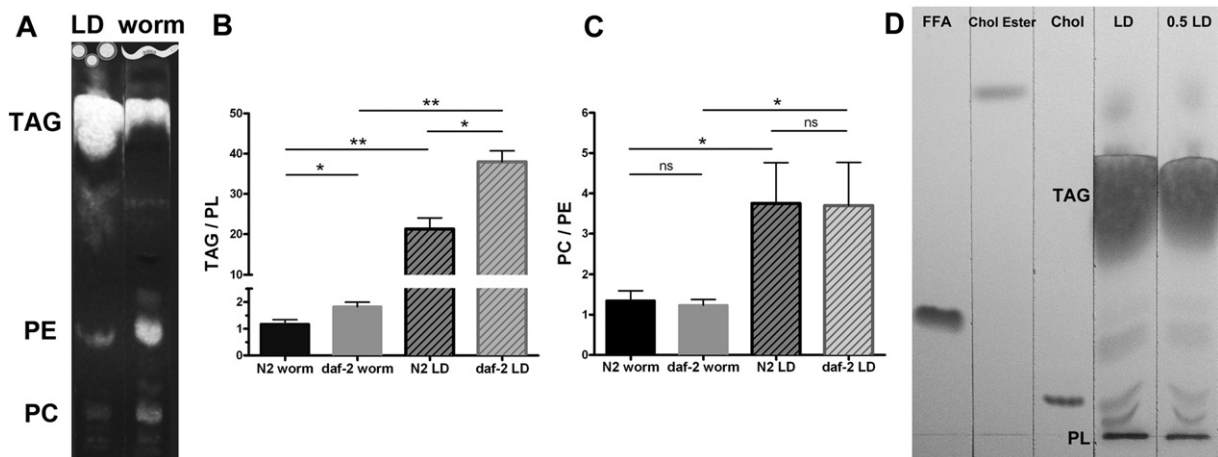 A
LD worm
TAG
PE
PC
B
**
**
*
*
TAG / PL
50
40
30
20
10
2
1
0
N2 worm daf-2 worm N2 LD daf-2 LD
C
*
*
ns
ns
PC / PE
6
5
4
3
2
1
0
N2 worm daf-2 worm N2 LD daf-2 LD
D
FFA Chol Ester Chol LD 0.5 LD
TAG
PL